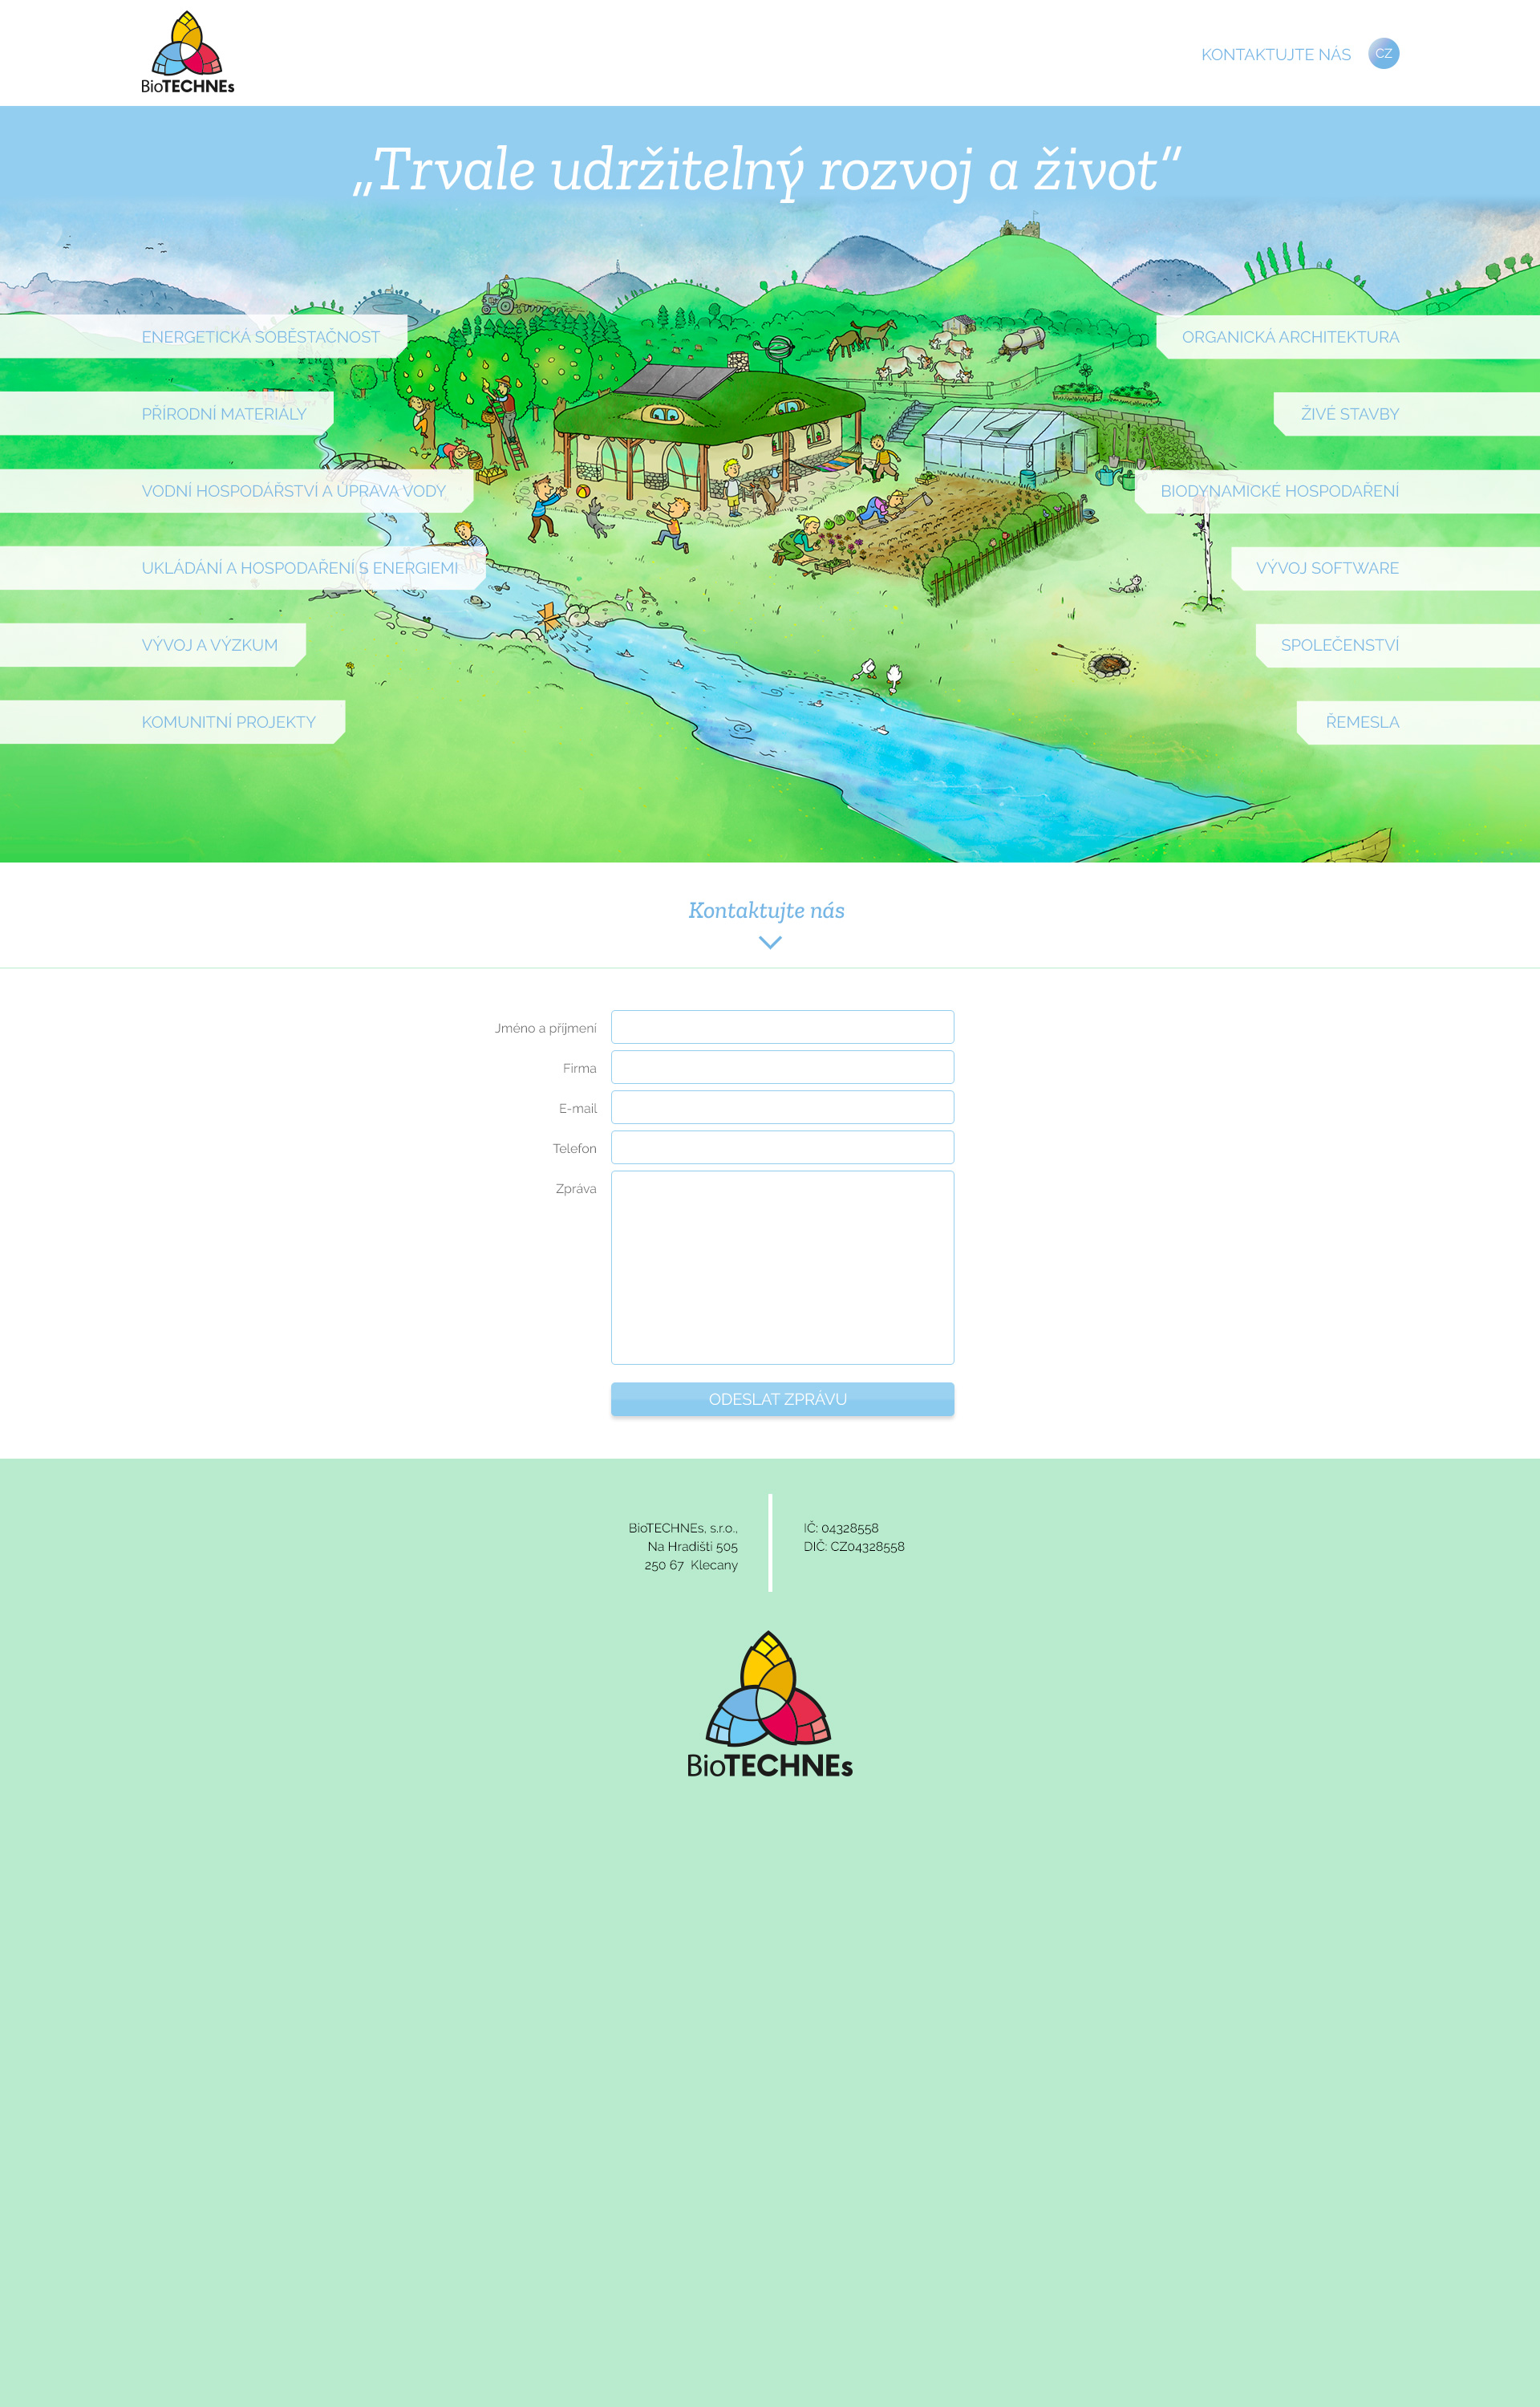 BioTECHNEs
KONTAKTUJTE NÁS
CZ
„Trvale udržitelný rozvoj a život“
ENERGETICKÁ SOBĚSTAČNOST
ORGANICKÁ ARCHITEKTURA
PŘÍRODNÍ MATERIÁLY
ŽIVÉ STAVBY
VODNÍ HOSPODÁŘSTVÍ A ÚPRAVA VODY
BIODYNAMICKÉ HOSPODAŘENÍ
UKLÁDÁNÍ A HOSPODAŘENÍ S ENERGIEMI
VÝVOJ SOFTWARE
VÝVOJ A VÝZKUM
SPOLEČENSTVÍ
KOMUNITNÍ PROJEKTY
ŘEMESLA
Kontaktujte nás
Jméno a příjmení
Firma
E-mail
Telefon
Zpráva
ODESLAT ZPRÁVU
BioTECHNEs, s.r.o.,
Na Hradišti 505
250 67 Klecany
IČ: 04328558
DIČ: CZ04328558
BioTECHNEs